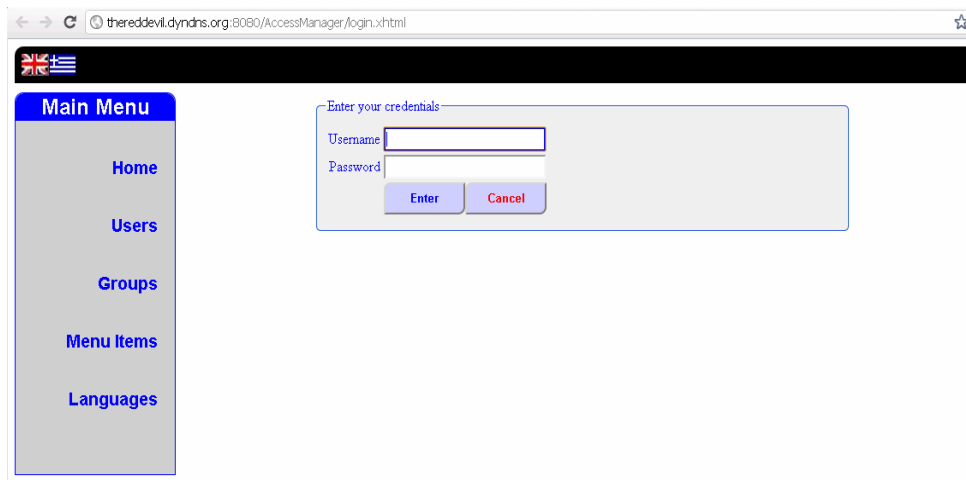 thereddevil.dyndns.org:8080/AccessManager/login.xhtml
Main Menu
Home
Users
Groups
Menu Items
Languages
Enter your credentials
Username
Password
Enter Cancel